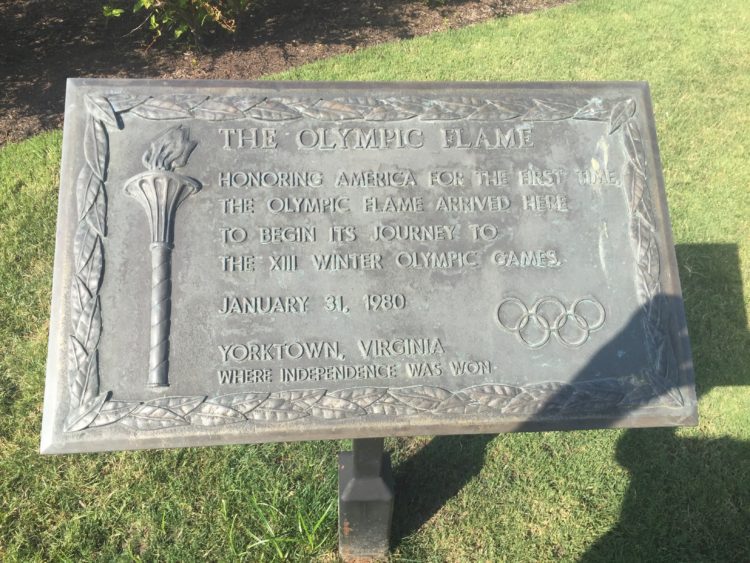 THE OLYMPIC FLAME
HONORING AMERICA FOR THE FIRST TIME,
THE OLYMPIC FLAME ARRIVED HERE
TO BEGIN ITS JOURNEY TO
THE XIII WINTER OLYMPIC GAMES.
JANUARY 31, 1980
YORKTOWN, VIRGINIA
WHERE INDEPENDENCE WAS WON